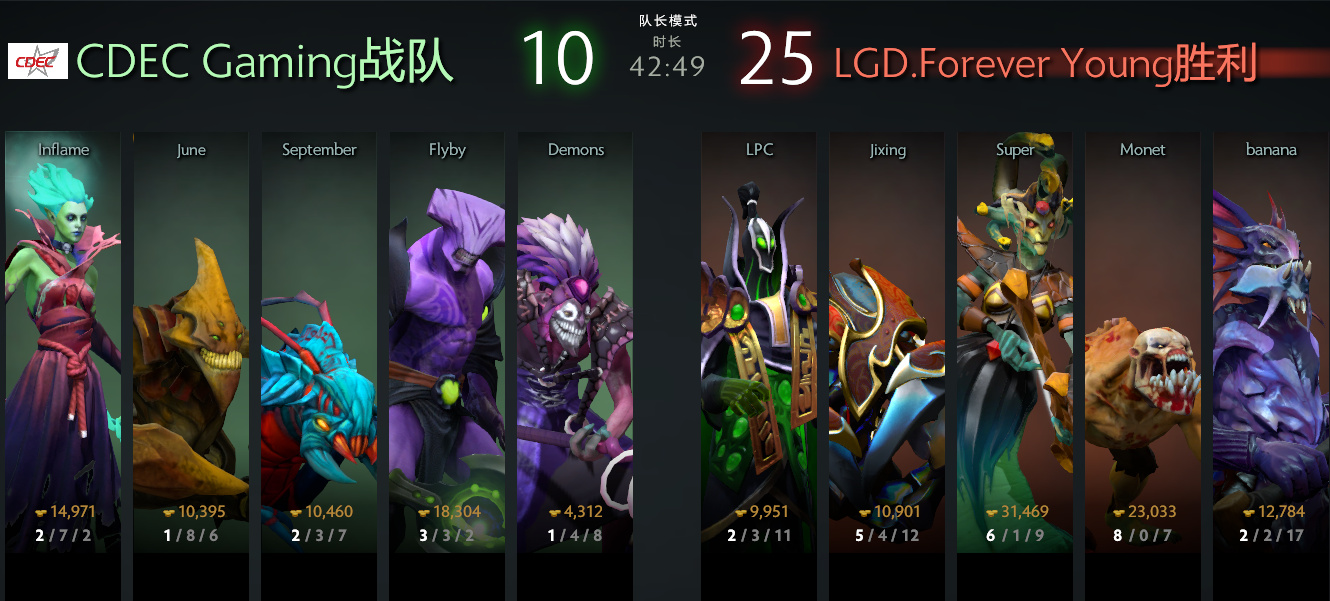 队长模式
CDEC CDEC Gaming战队 10 时长 25 LGD.Forever Young胜利
42:49
Inflame June September Flyby Demons LPC Jixing Super Monet banana
14,971 10,395 10,460 18,304 4,312 9,951 10,901 31,469 23,033 12,784
2/7/2 1/8/6 2/3/7 3/3/2 1/4/8 2/3/11 5/4/12 6/1/9 8/0/7 2/2/17